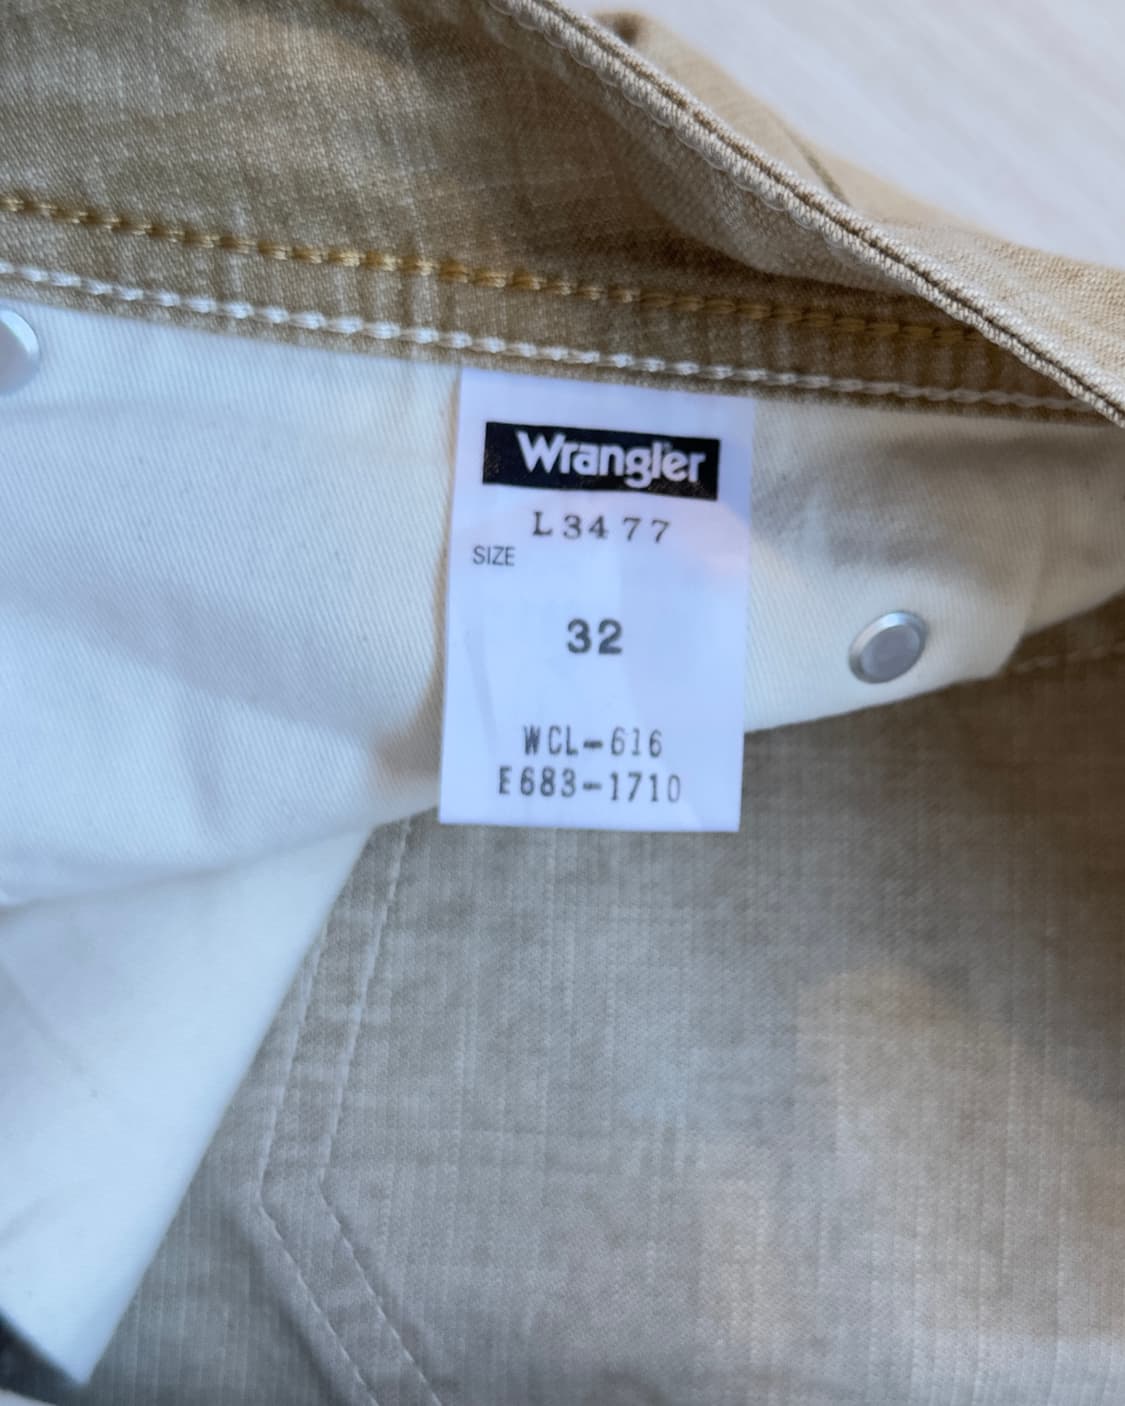 Wrangler
L3477
SIZE
32
WCL-616
E683-1710